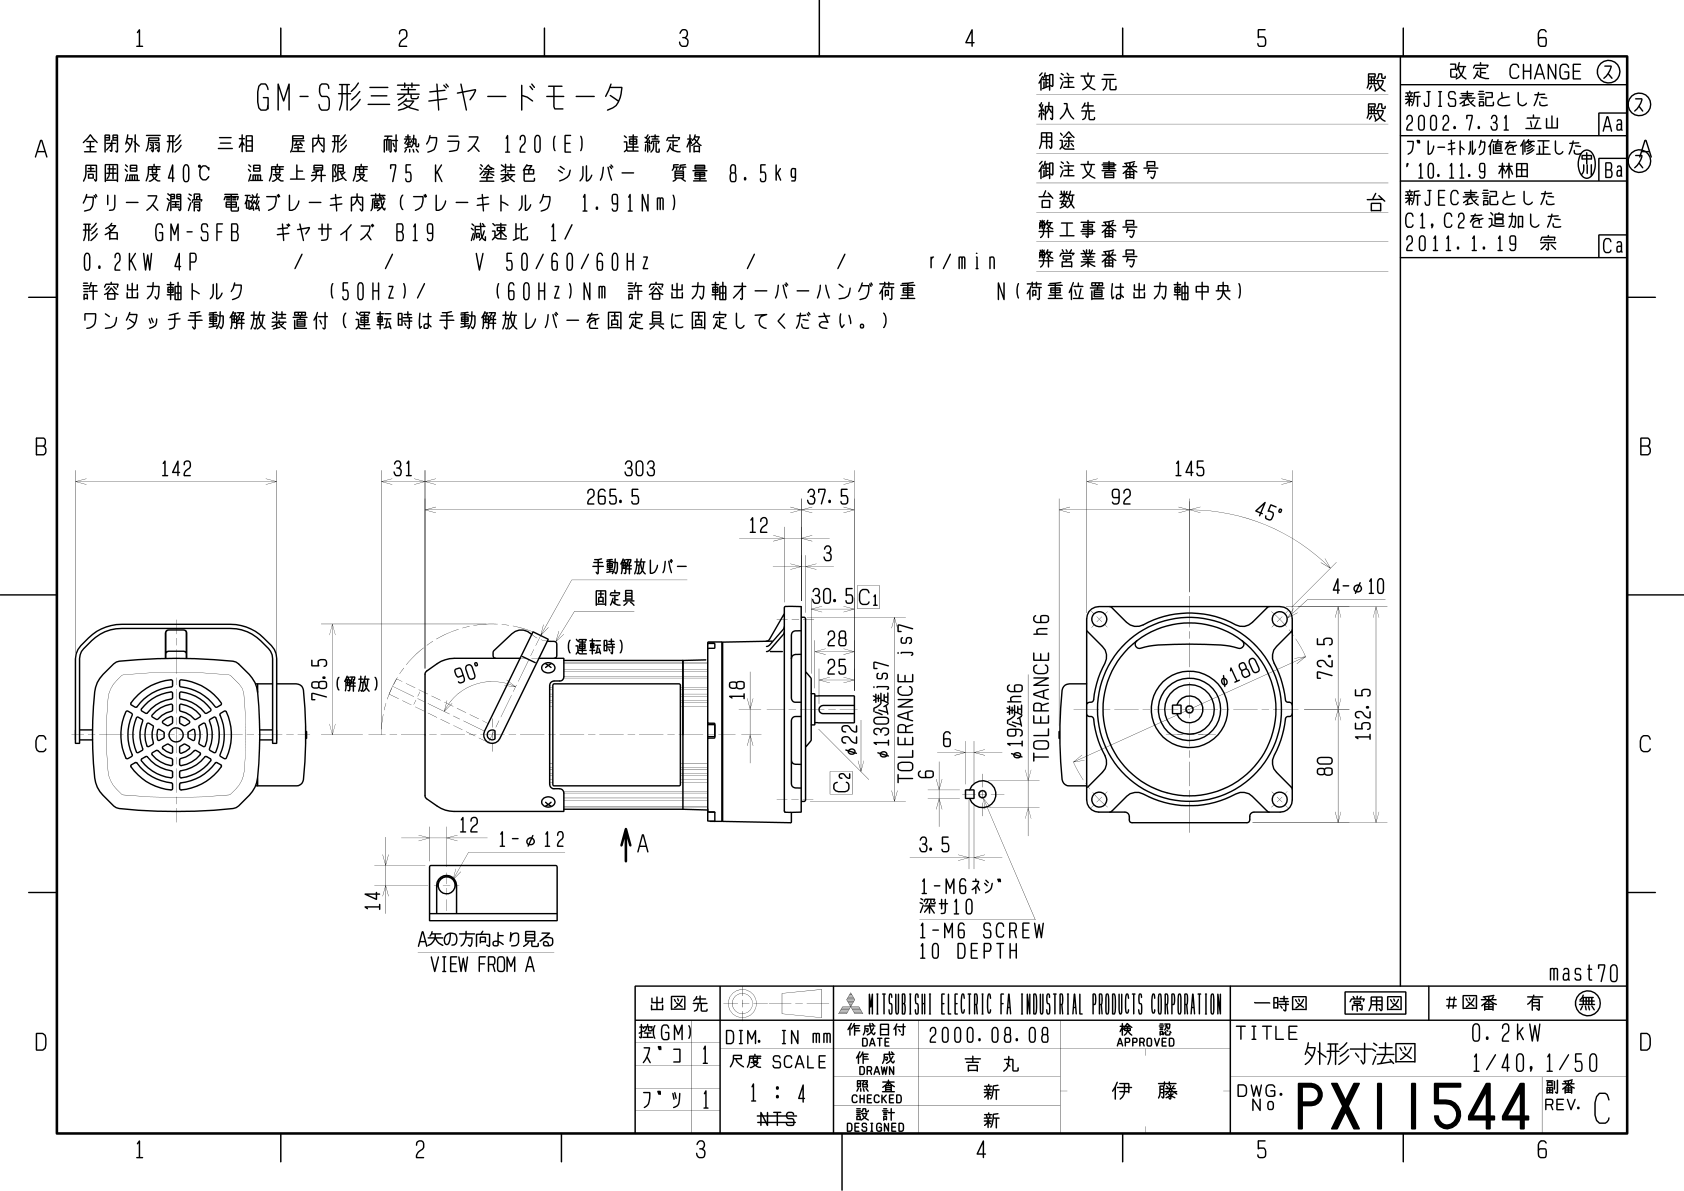 1 2 3 4 5 6
GM-S形三菱ギヤードモータ
全閉外扇形 三相 屋内形 耐熱クラス 120(E) 連続定格
周囲温度40℃ 温度上昇限度 75 K 塗装色 シルバー 質量 8.5kg
グリース潤滑 電磁ブレーキ内蔵(ブレーキトルク 1.91Nm)
形名 GM-SFB ギヤサイズ B19 減速比 1/
0.2KW 4P / / V 50/60/60Hz / / r/min
許容出力軸トルク (50Hz)/ (60Hz)Nm 許容出力軸オーバーハング荷重 N(荷重位置は出力軸中央)
ワンタッチ手動解放装置付(運転時は手動解放レバーを固定具に固定してください。)
御注文元 殿
納入先 殿
用途
御注文書番号
台数 台
弊工事番号
弊営業番号
改定 CHANGE ス
新JIS表記とした
2002.7.31 立山 Aa
ス
ブレーキトルク値を修正した
'10.11.9 林田 Ba
ス
新JEC表記とした
C1,C2を追加した
2011.1.19 宗 Ca
A A
B B
C C
D D
142
31
303
265.5
37.5
12
3
30.5 C1
28
25
手動解放レバー
固定具
(運転時)
90°
78.5
(解放)
18
φ22
C2
φ130公差js7
TOLERANCE js7
A
12
1-φ12
14
A矢の方向より見る
VIEW FROM A
6
6
3.5
φ19公差h6
TOLERANCE h6
1-M6ネジ
深サ10
1-M6 SCREW
10 DEPTH
145
92
45°
4-φ10
φ180
72.5
80
152.5
mast70
出図先
控(GM)
ズコ 1
ブツ 1
DIM. IN mm
尺度 SCALE
1 : 4
NTS
MITSUBISHI ELECTRIC FA INDUSTRIAL PRODUCTS CORPORATION
作成日付
DATE
2000.08.08
作成
DRAWN
吉丸
照査
CHECKED
新
設計
DESIGNED
新
検認
APPROVED
伊藤
一時図 常用図 #図番 有 無
TITLE
外形寸法図
0.2kW
1/40,1/50
DWG.
No
PX11544
副番
REV.
C
1 2 3 4 5 6